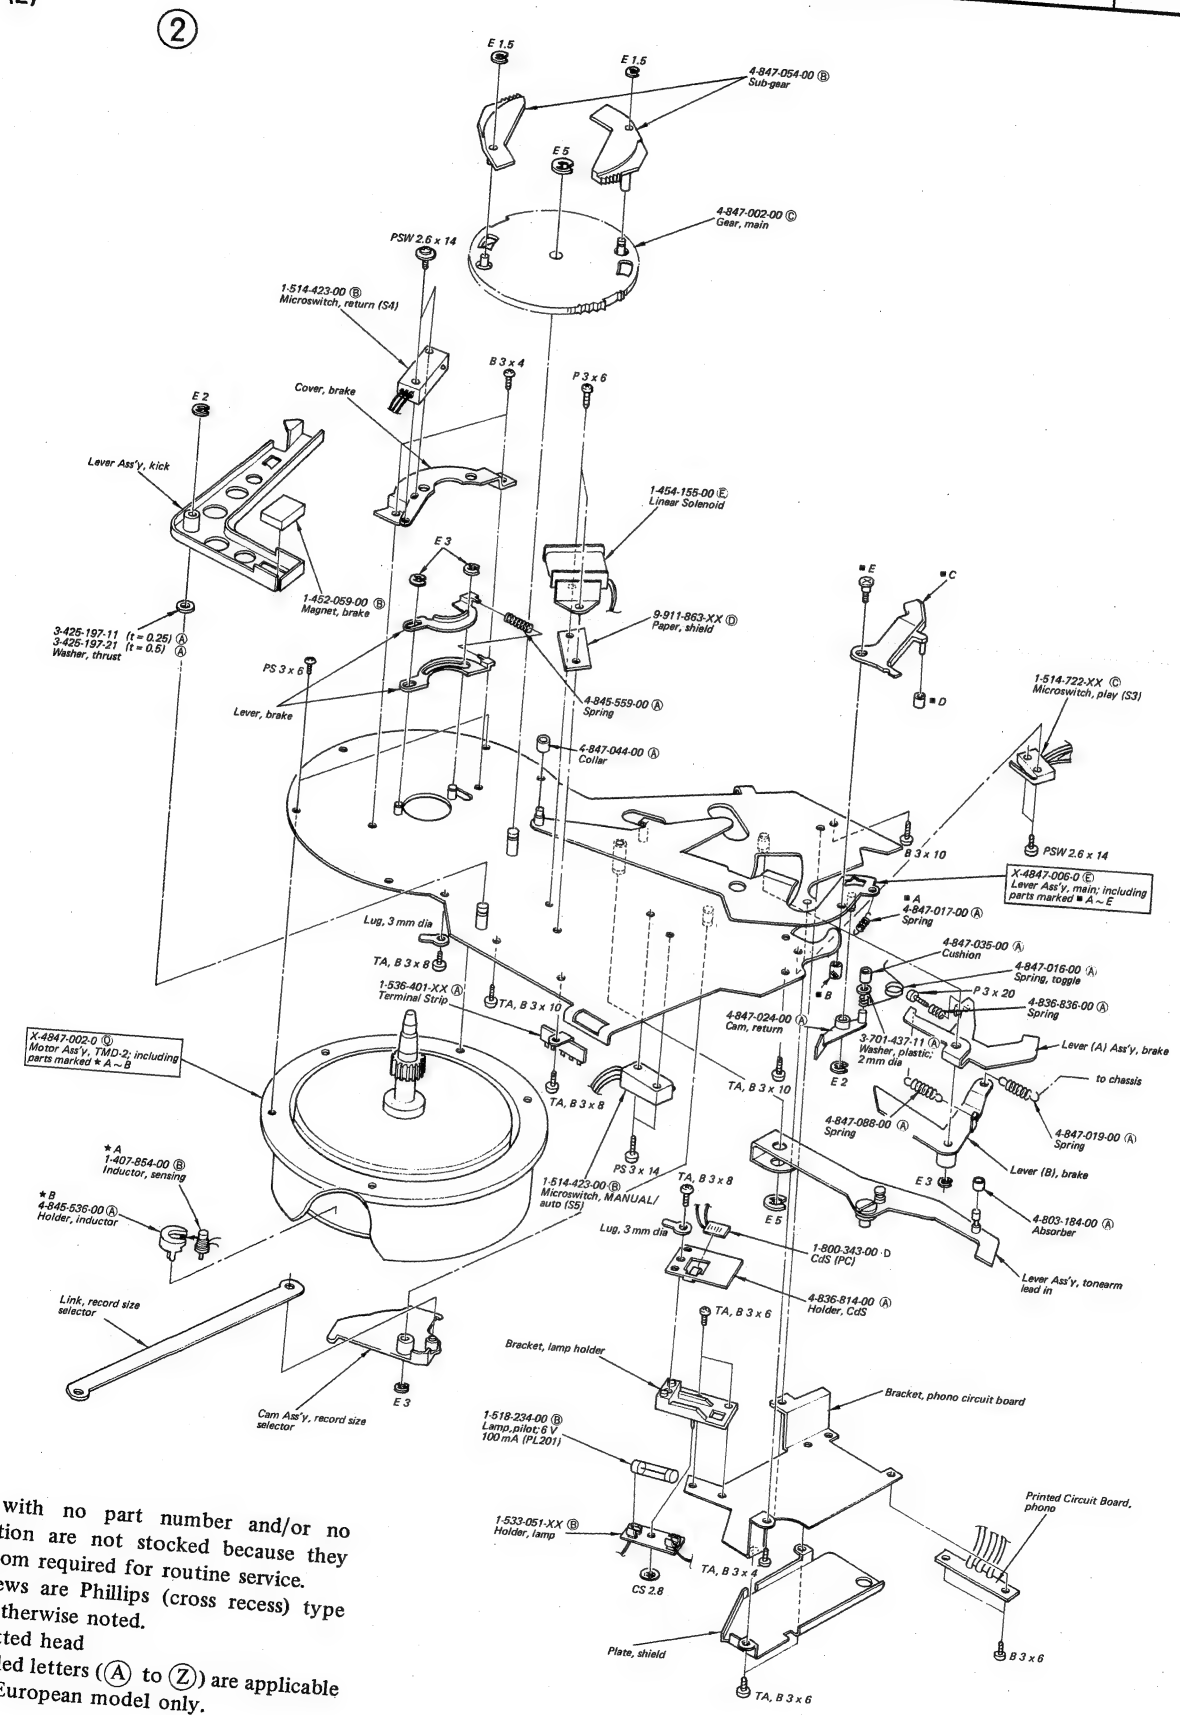 2
E 1.5
E 1.5
4-847-054-00 Ⓑ
Sub-gear
E 5
4-847-002-00 Ⓒ
Gear, main
PSW 2.6 x 14
1-514-423-00 Ⓑ
Microswitch, return (S4)
B 3 x 4
P 3 x 6
Cover, brake
E 2
Lever Ass'y, kick
1-454-155-00 Ⓔ
Linear Solenoid
E 3
■ E
■ C
1-452-059-00 Ⓑ
Magnet, brake
9-911-863-XX Ⓓ
Paper, shield
3-425-197-11 (t = 0.25) Ⓐ
3-425-197-21 (t = 0.5) Ⓐ
Washer, thrust
PS 3 x 6
1-514-722-XX Ⓒ
Microswitch, play (S3)
■ D
Lever, brake
4-845-559-00 Ⓐ
Spring
4-847-044-00 Ⓐ
Collar
B 3 x 10
PSW 2.6 x 14
X-4847-006-0 Ⓔ
Lever Ass'y, main; including
parts marked ■ A ~ E
■ A
4-847-017-00 Ⓐ
Spring
Lug, 3 mm dia
4-847-035-00 Ⓐ
Cushion
TA, B 3 x 8
4-847-016-00 Ⓐ
Spring, toggle
1-536-401-XX Ⓐ
Terminal Strip
TA, B 3 x 10
■ B
P 3 x 20
4-836-836-00 Ⓐ
Spring
4-847-024-00 Ⓐ
Cam, return
X-4847-002-0 Ⓓ
Motor Ass'y, TMD-2; including
parts marked ★ A ~ B
3-701-437-11 Ⓐ
Washer, plastic;
2 mm dia
Lever (A) Ass'y, brake
E 2
TA, B 3 x 10
to chassis
TA, B 3 x 8
4-847-088-00 Ⓐ
Spring
4-847-019-00 Ⓐ
Spring
★ A
1-407-854-00 Ⓑ
Inductor, sensing
PS 3 x 14
Lever (B), brake
TA, B 3 x 8
E 3
1-514-423-00 Ⓑ
Microswitch, MANUAL/
auto (S5)
★ B
4-845-536-00 Ⓐ
Holder, inductor
E 5
4-803-184-00 Ⓐ
Absorber
Lug, 3 mm dia
1-800-343-00 D
CdS (PC)
Lever Ass'y, tonearm
lead in
Link, record size
selector
4-836-814-00 Ⓐ
Holder, CdS
TA, B 3 x 6
Bracket, lamp holder
E 3
Bracket, phono circuit board
Cam Ass'y, record size
selector
1-518-234-00 Ⓑ
Lamp, pilot; 6 V
100 mA (PL201)
Printed Circuit Board,
phono
with no part number and/or no
tion are not stocked because they
om required for routine service.
1-533-051-XX Ⓑ
Holder, lamp
TA, B 3 x 4
CS 2.8
ews are Phillips (cross recess) type
therwise noted.
tted head
Plate, shield
B 3 x 6
led letters (Ⓐ to Ⓩ) are applicable
European model only.
TA, B 3 x 6